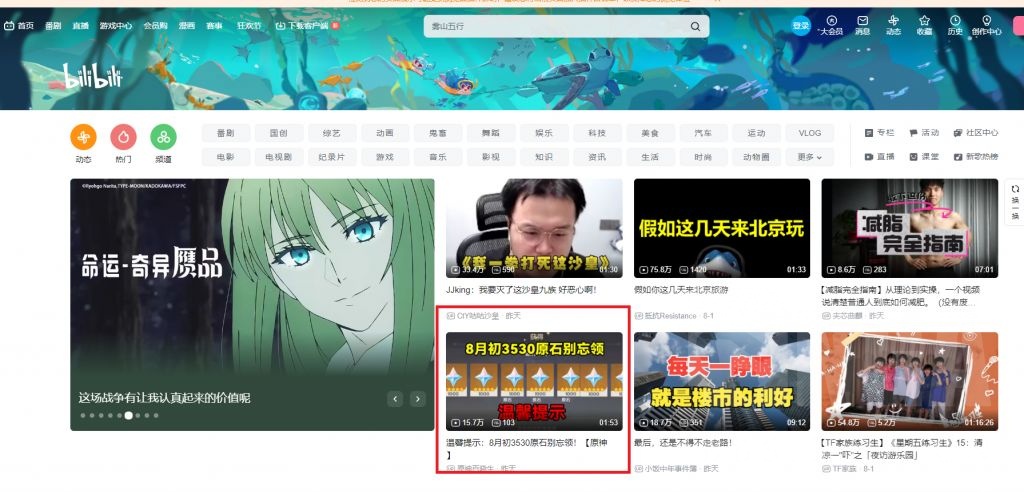 首页 番剧 直播 游戏中心 会员购 漫画 赛事 狂欢节 下载客户端
雾山五行
登录 大会员 消息 动态 收藏 历史 创作中心
bilibili
番剧 国创 综艺 动画 鬼畜 舞蹈 娱乐 科技 美食 汽车 运动 VLOG
专栏 活动 社区中心
动态 热门 频道
电影 电视剧 纪录片 游戏 音乐 影视 知识 资讯 生活 时尚 动物圈 更多
直播 课堂 新歌热榜
©Ryohgo Narita,TYPE-MOON/KADOKAWA/FSFPC
命运-奇异赝品
这场战争有让我认真起来的价值呢
《我一拳打死这沙皇》
33.4万 590 01:30
JJking：我要灭了这沙皇九族 好恶心啊！
CIY咕咕沙皇 · 昨天
假如这几天来北京玩
75.8万 1420 01:33
假如你这几天来北京旅游
抵抗Resistance · 8-1
减脂
完全指南
8.6万 283 07:01
【减脂完全指南】从理论到实操，一个视频
说清楚普通人到底如何减肥。（没有废...
夹芯曲麒 · 昨天
换一换
8月初3530原石别忘领
温馨提示
15.7万 103 01:53
温馨提示：8月初3530原石别忘领！【原神
】
原神百晓生 · 昨天
每天一睁眼
就是楼市的利好
18.7万 351 09:12
最后，还是不得不走老路！
小饭中年事件簿 · 昨天
54.8万 5.2万 01:16:26
【TF家族练习生】《星期五练习生》15：清
凉一“吓”之「夜访游乐园」
TF家族 · 8-1